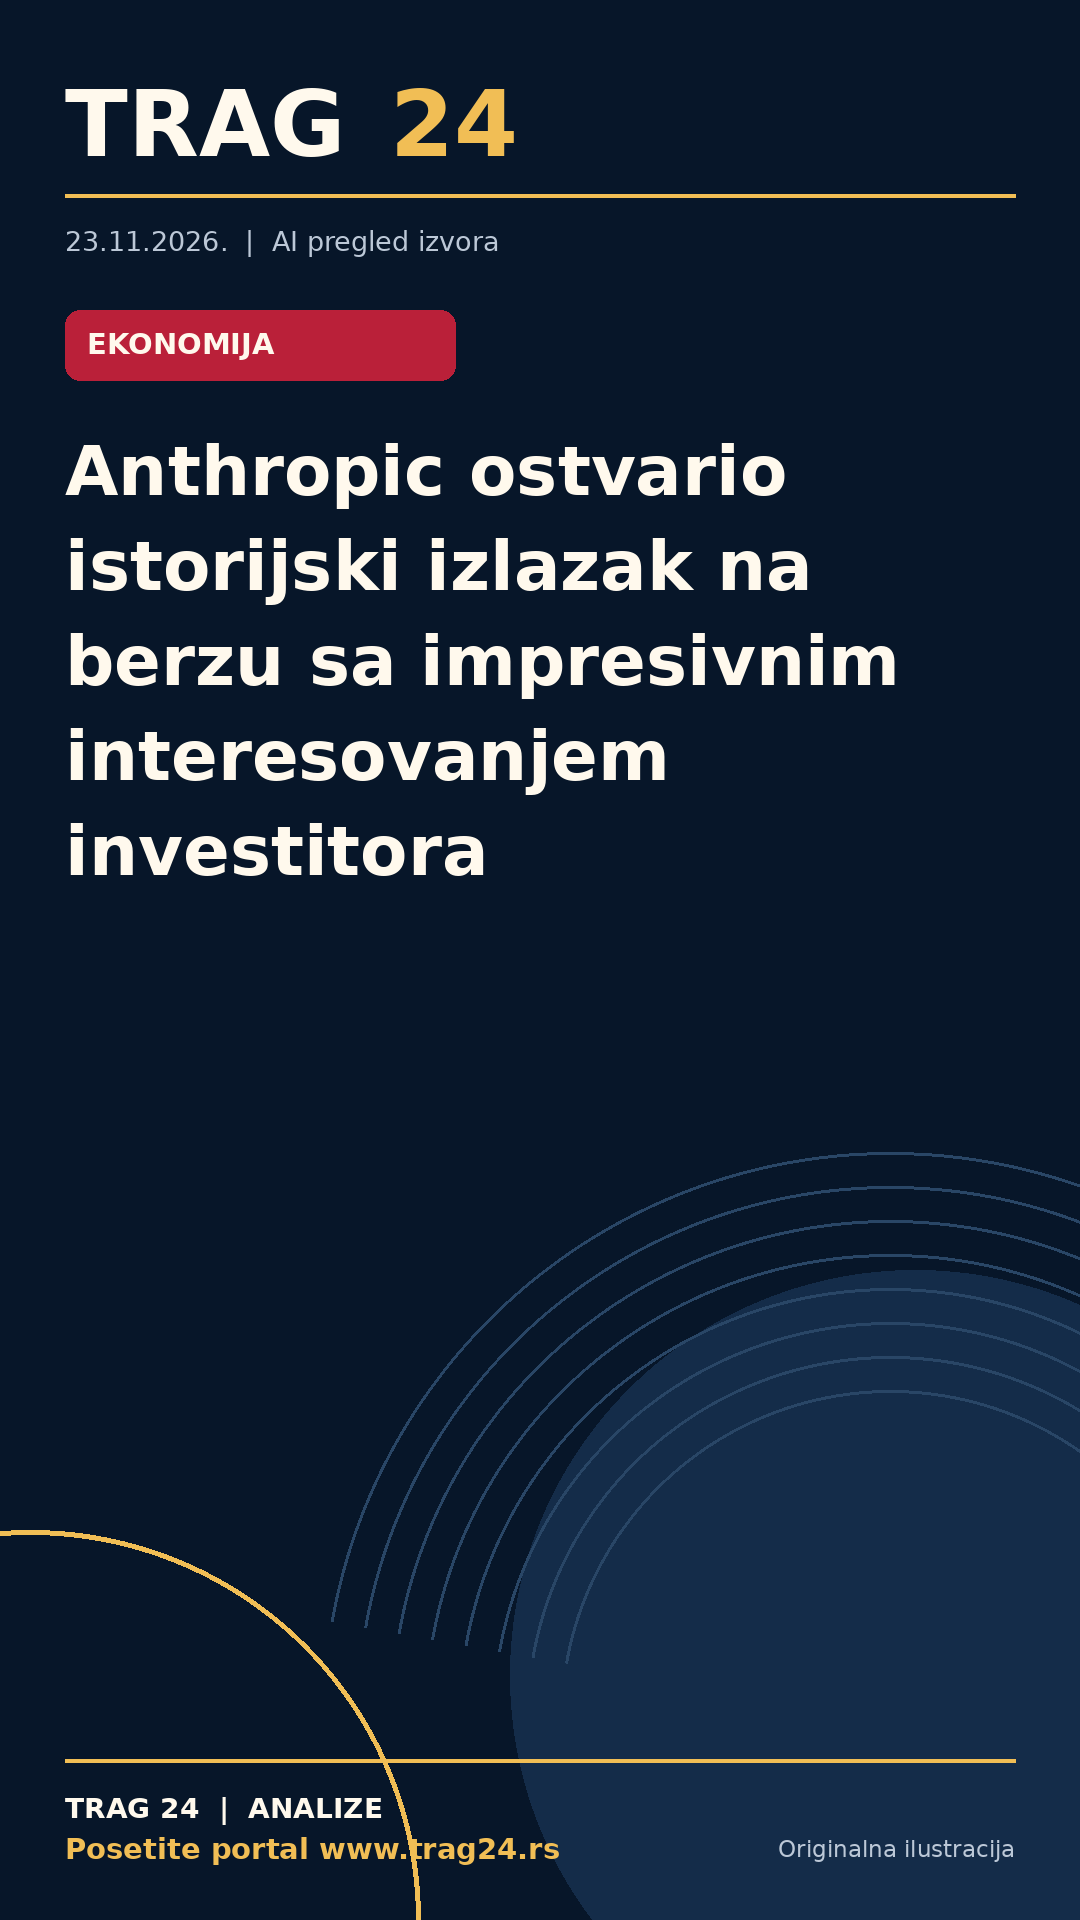 TRAG 24
23.11.2026. | AI pregled izvora
EKONOMIJA
Anthropic ostvario
istorijski izlazak na
berzu sa impresivnim
interesovanjem
investitora
TRAG 24 | ANALIZE
Posetite portal www.trag24.rs
Originalna ilustracija